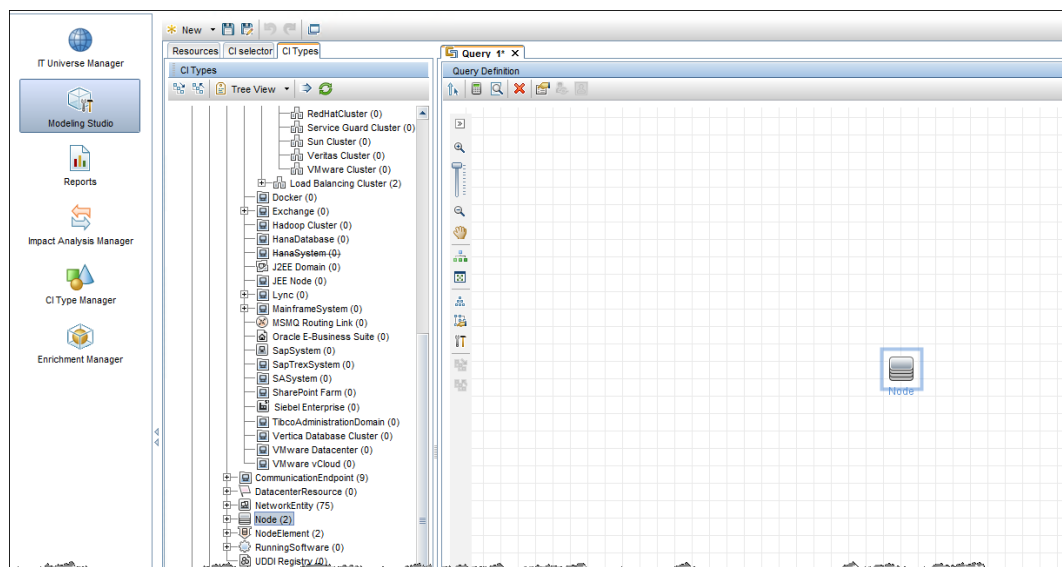 IT Universe Manager
Modeling Studio
Reports
Impact Analysis Manager
CI Type Manager
Enrichment Manager
New
Resources CI selector CI Types
CI Types
Tree View
RedHatCluster (0)
Service Guard Cluster (0)
Sun Cluster (0)
Veritas Cluster (0)
VMware Cluster (0)
Load Balancing Cluster (2)
Docker (0)
Exchange (0)
Hadoop Cluster (0)
HanaDatabase (0)
HanaSystem (0)
J2EE Domain (0)
JEE Node (0)
Lync (0)
MainframeSystem (0)
MSMQ Routing Link (0)
Oracle E-Business Suite (0)
SapSystem (0)
SapTrexSystem (0)
SASystem (0)
SharePoint Farm (0)
Siebel Enterprise (0)
TibcoAdministrationDomain (0)
Vertica Database Cluster (0)
VMware Datacenter (0)
VMware vCloud (0)
CommunicationEndpoint (9)
DatacenterResource (0)
NetworkEntity (75)
Node (2)
NodeElement (2)
RunningSoftware (0)
UDDI Registry (0)
Query 1*
Query Definition
Node